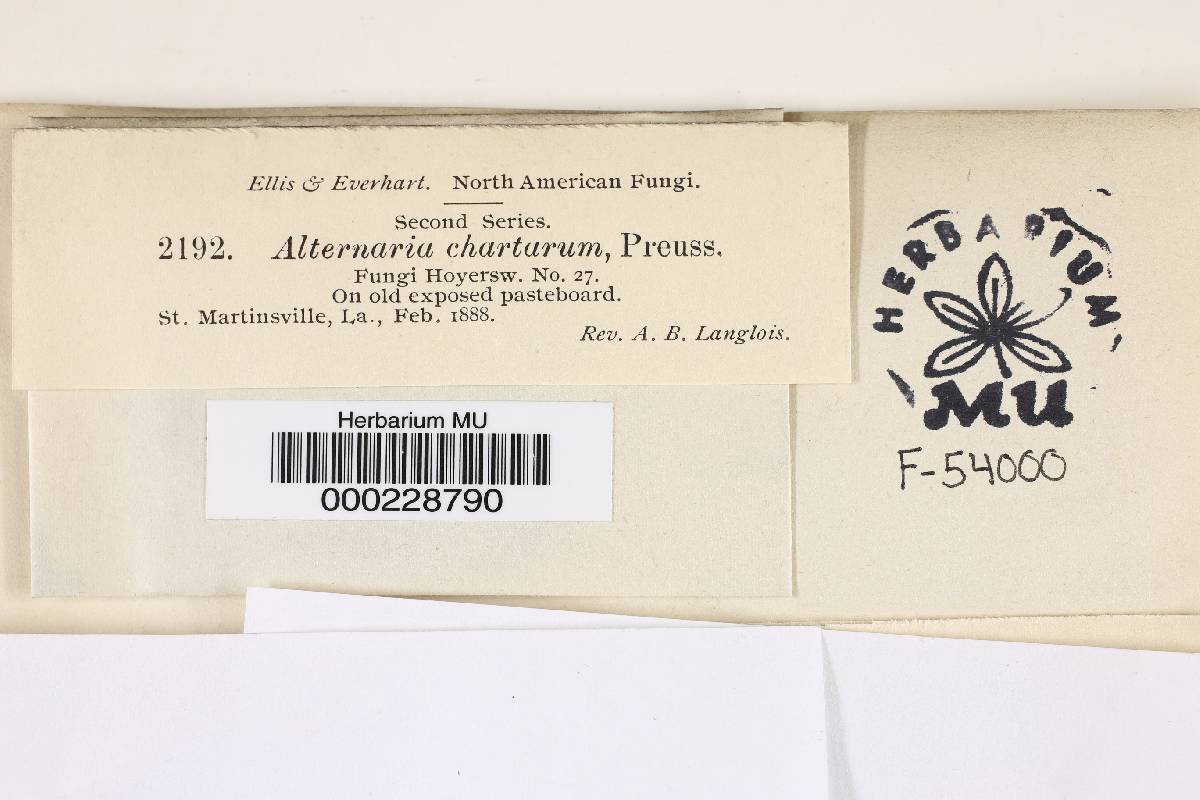 Ellis & Everhart. North American Fungi.
Second Series.
2192. Alternaria chartarum, Preuss.
Fungi Hoyersw. No. 27.
On old exposed pasteboard.
St. Martinsville, La., Feb. 1888.
Rev. A. B. Langlois.
Herbarium MU
000228790
HERBARIUM
MU
F-54000